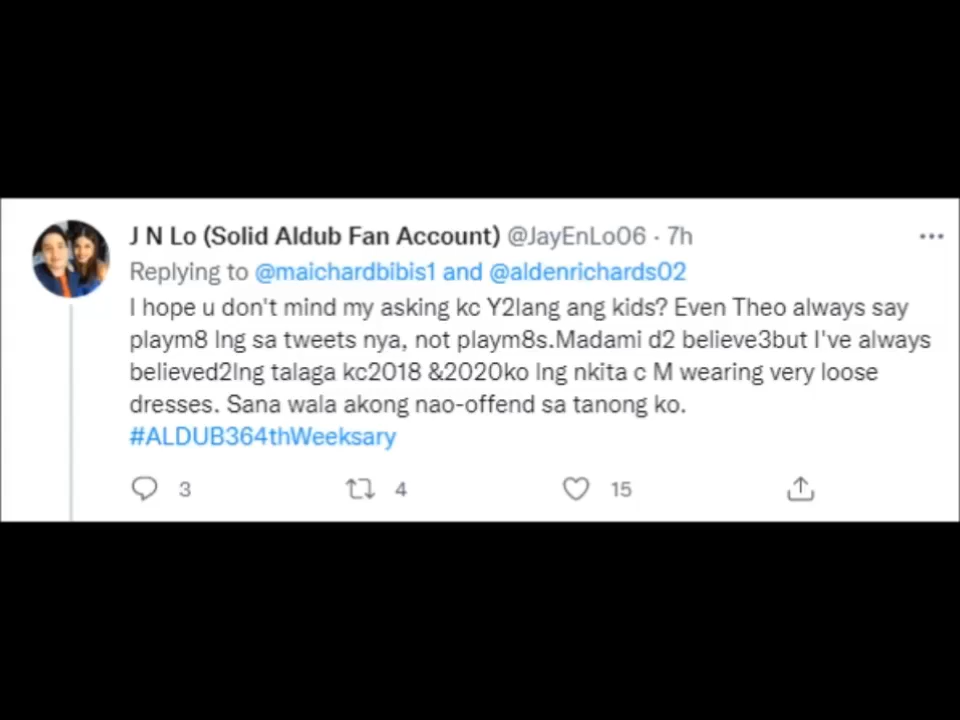 J N Lo (Solid Aldub Fan Account) @JayEnLo06 · 7h
Replying to @maichardbibis1 and @aldenrichards02
I hope u don't mind my asking kc Y2lang ang kids? Even Theo always say
playm8 lng sa tweets nya, not playm8s.Madami d2 believe3but I've always
believed2lng talaga kc2018 &2020ko lng nkita c M wearing very loose
dresses. Sana wala akong nao-offend sa tanong ko.
#ALDUB364thWeeksary
3 4 15